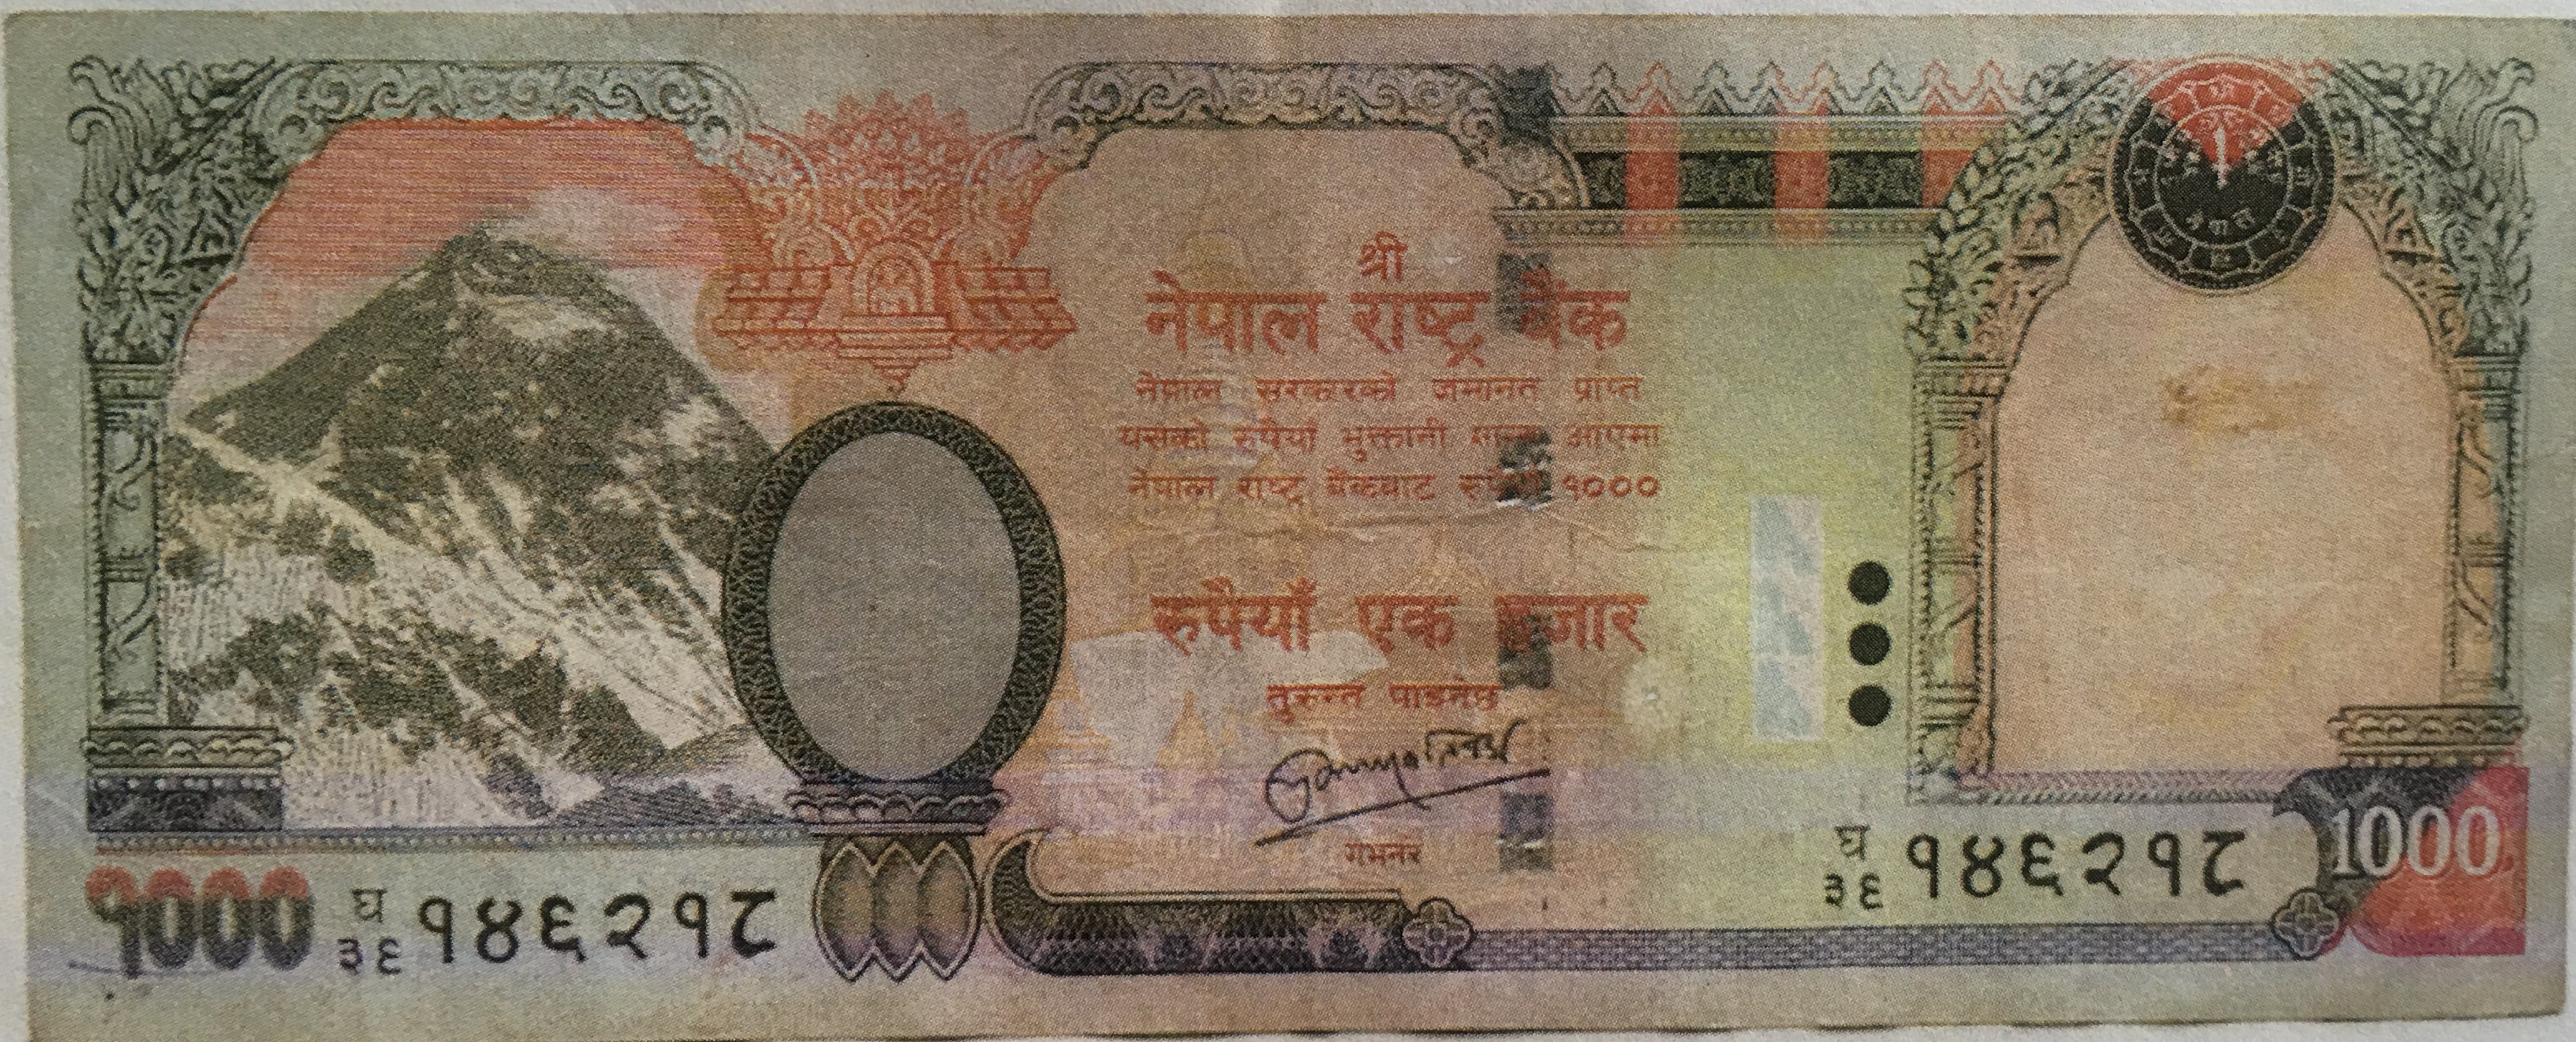 श्री
नेपाल राष्ट्र बैंक
नेपाल सरकारको जमानत प्राप्त
यसको रुपैयाँ भुक्तानी माग्न आएमा
नेपाल राष्ट्र बैंकबाट रुपैयाँ १०००
रुपैयाँ एक हजार
तुरुन्त पाइनेछ
गभर्नर
घ
३६ १४६२१८
1000
१००० घ
३६ १४६२१८